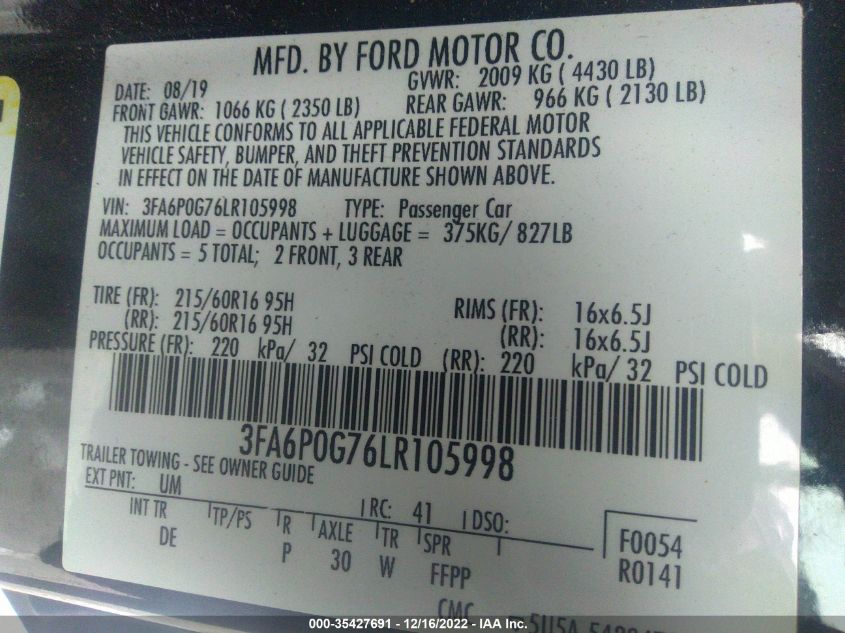 MFD. BY FORD MOTOR CO.
DATE: 08/19 GVWR: 2009 KG ( 4430 LB)
FRONT GAWR: 1066 KG ( 2350 LB) REAR GAWR: 966 KG ( 2130 LB)
THIS VEHICLE CONFORMS TO ALL APPLICABLE FEDERAL MOTOR
VEHICLE SAFETY, BUMPER, AND THEFT PREVENTION STANDARDS
IN EFFECT ON THE DATE OF MANUFACTURE SHOWN ABOVE.
VIN: 3FA6P0G76LR105998 TYPE: Passenger Car
MAXIMUM LOAD = OCCUPANTS + LUGGAGE = 375KG/ 827LB
OCCUPANTS = 5 TOTAL; 2 FRONT, 3 REAR
TIRE (FR): 215/60R16 95H RIMS (FR): 16x6.5J
(RR): 215/60R16 95H (RR): 16x6.5J
PRESSURE (FR): 220 kPa/ 32 PSI COLD (RR): 220 kPa/ 32 PSI COLD
3FA6P0G76LR105998
TRAILER TOWING - SEE OWNER GUIDE
EXT PNT: UM RC: 41 DSO:
INT TR TP/PS R AXLE TR SPR F0054
DE P 30 W FFPP R0141
CMC
000-35427691 - 12/16/2022 - IAA Inc.